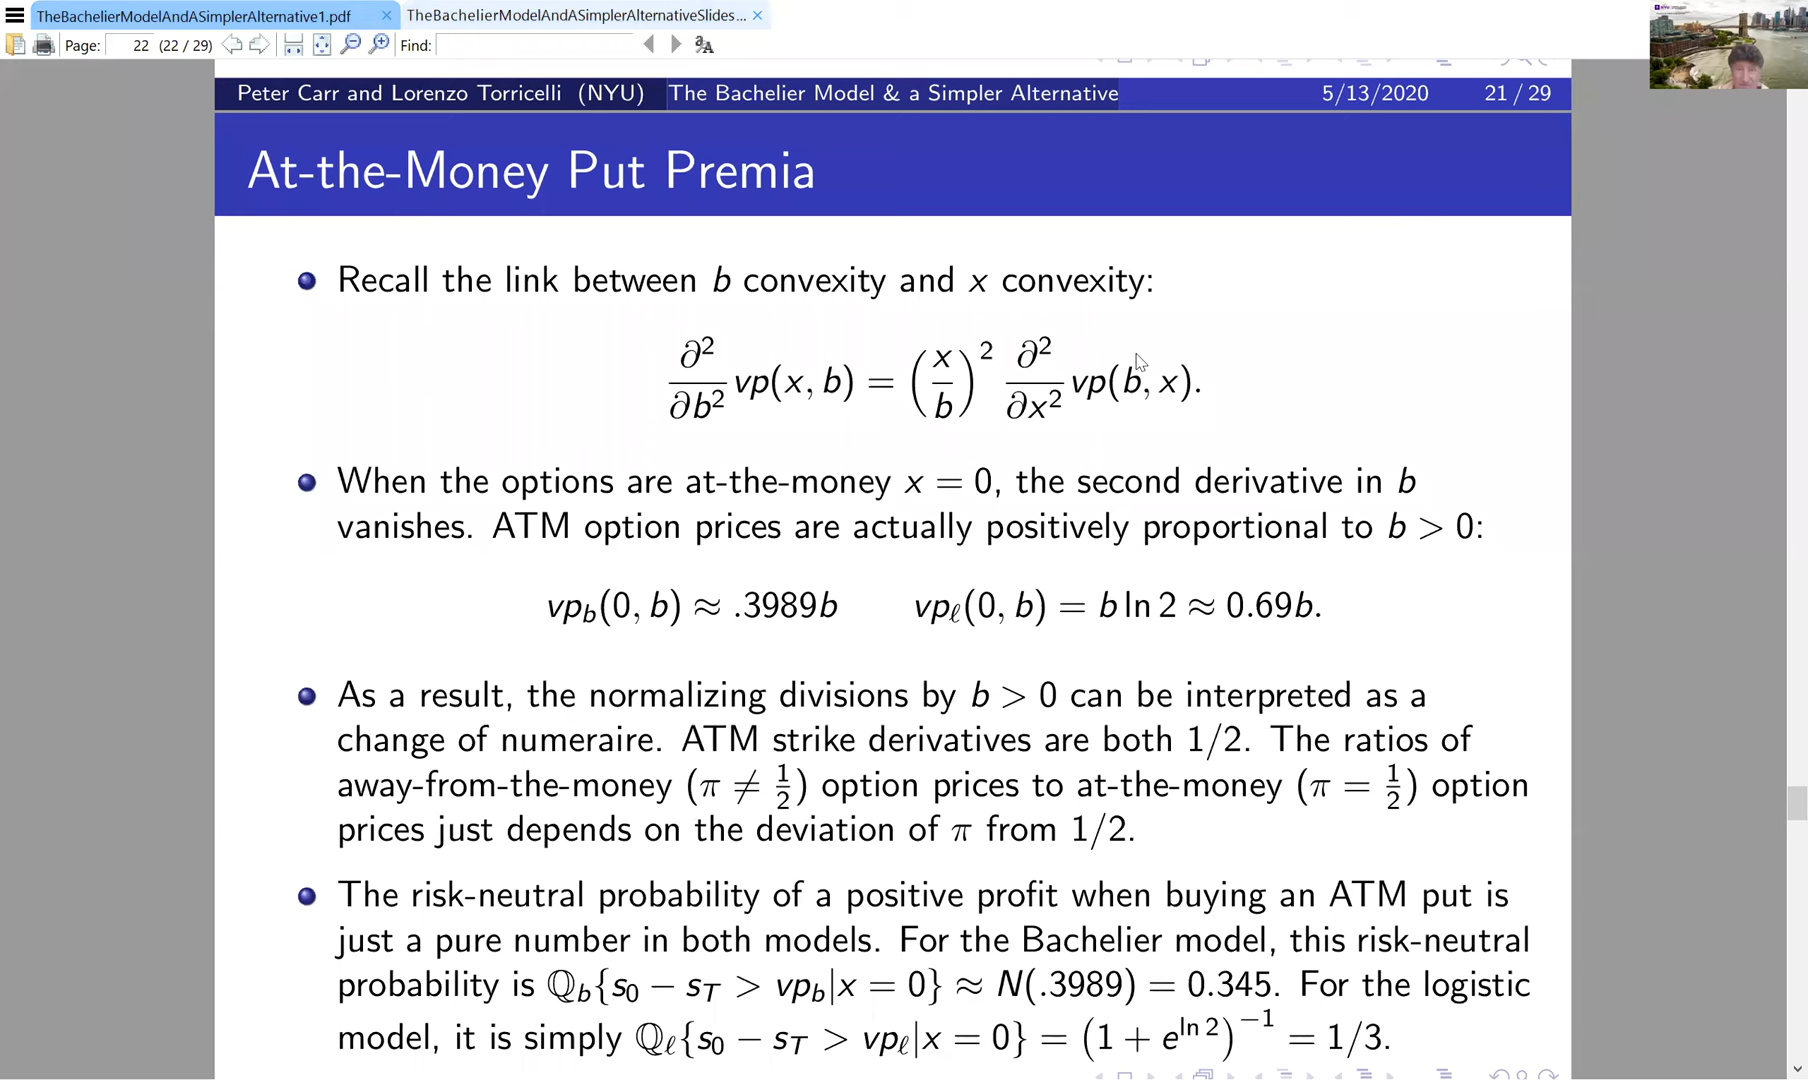 TheBachelierModelAndASimplerAlternative1.pdf
TheBachelierModelAndASimplerAlternativeSlides...
Page: 22 (22 / 29) Find:
Peter Carr and Lorenzo Torricelli (NYU) The Bachelier Model & a Simpler Alternative 5/13/2020 21 / 29
At-the-Money Put Premia
Recall the link between b convexity and x convexity:
∂²/∂b² vp(x, b) = (x/b)² ∂²/∂x² vp(b, x).
When the options are at-the-money x = 0, the second derivative in b
vanishes. ATM option prices are actually positively proportional to b > 0:
vp_b(0, b) ≈ .3989b vp_ℓ(0, b) = b ln 2 ≈ 0.69b.
As a result, the normalizing divisions by b > 0 can be interpreted as a
change of numeraire. ATM strike derivatives are both 1/2. The ratios of
away-from-the-money (π ≠ 1/2) option prices to at-the-money (π = 1/2) option
prices just depends on the deviation of π from 1/2.
The risk-neutral probability of a positive profit when buying an ATM put is
just a pure number in both models. For the Bachelier model, this risk-neutral
probability is ℚ_b{s₀ − s_T > vp_b|x = 0} ≈ N(.3989) = 0.345. For the logistic
model, it is simply ℚ_ℓ{s₀ − s_T > vp_ℓ|x = 0} = (1 + e^{ln 2})^{−1} = 1/3.